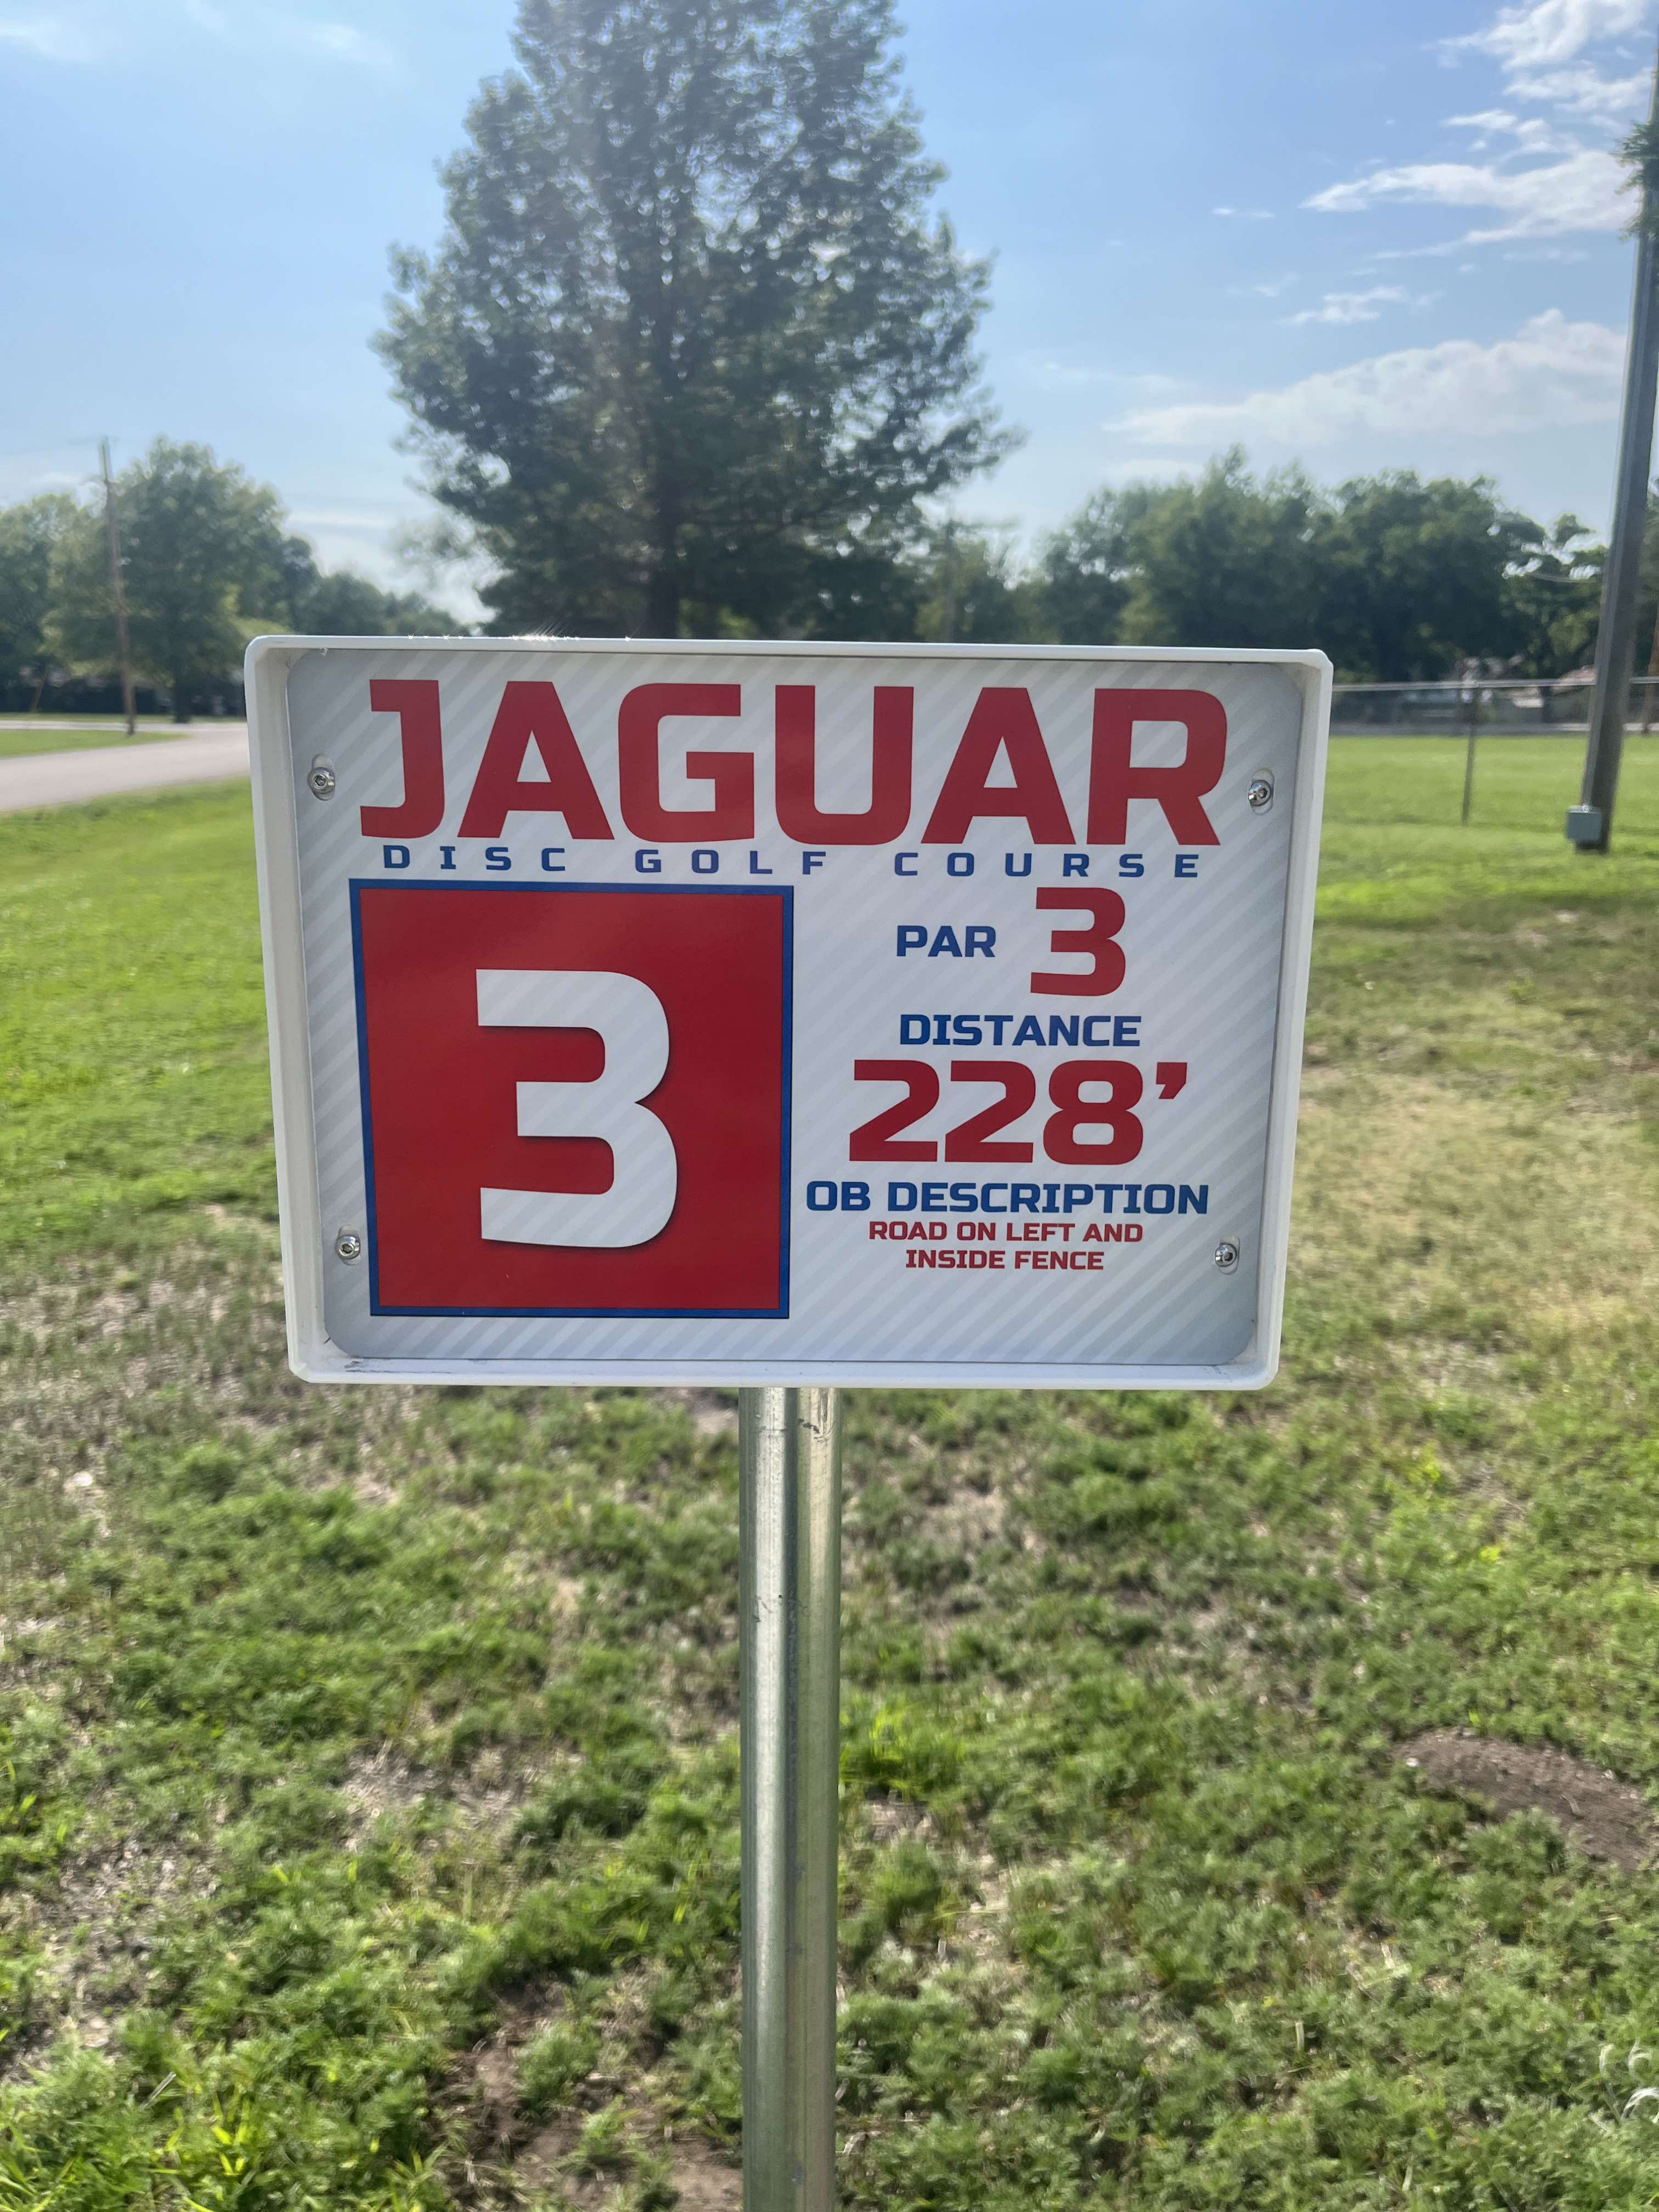 JAGUAR
DISC GOLF COURSE
3
PAR 3
DISTANCE
228'
OB DESCRIPTION
ROAD ON LEFT AND
INSIDE FENCE